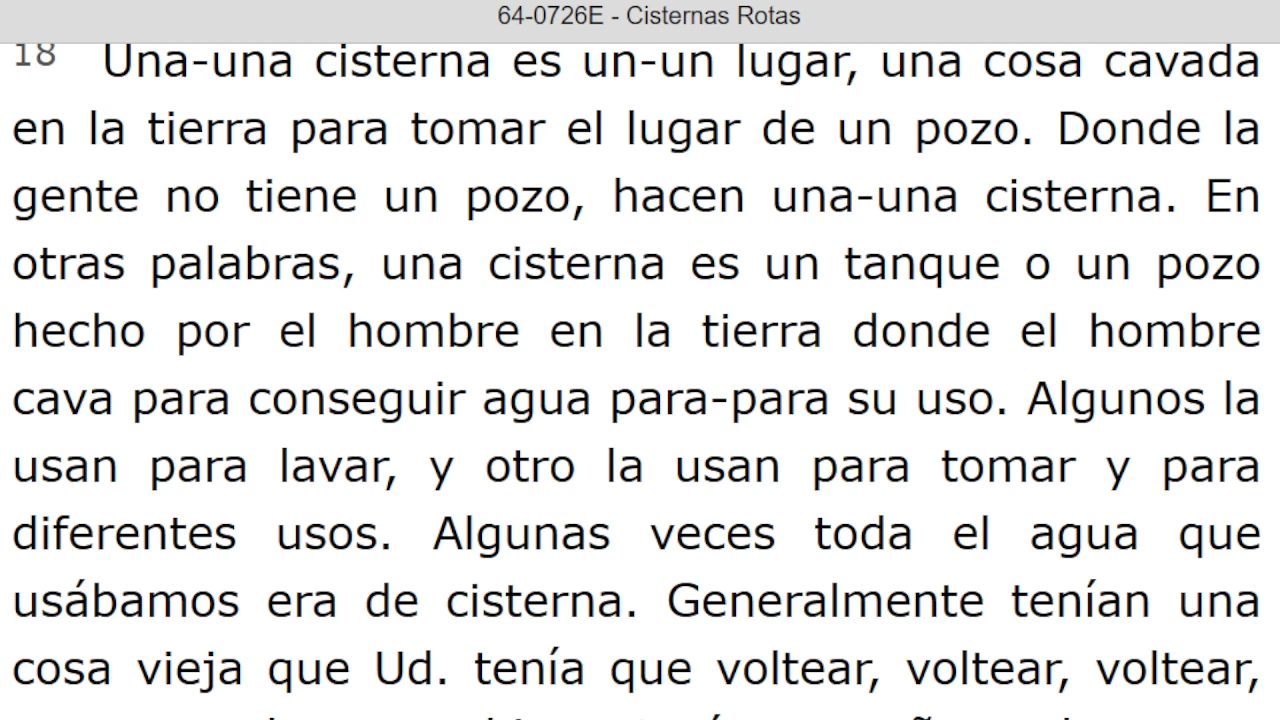 64-0726E - Cisternas Rotas
18 Una-una cisterna es un-un lugar, una cosa cavada
en la tierra para tomar el lugar de un pozo. Donde la
gente no tiene un pozo, hacen una-una cisterna. En
otras palabras, una cisterna es un tanque o un pozo
hecho por el hombre en la tierra donde el hombre
cava para conseguir agua para-para su uso. Algunos la
usan para lavar, y otro la usan para tomar y para
diferentes usos. Algunas veces toda el agua que
usábamos era de cisterna. Generalmente tenían una
cosa vieja que Ud. tenía que voltear, voltear, voltear,